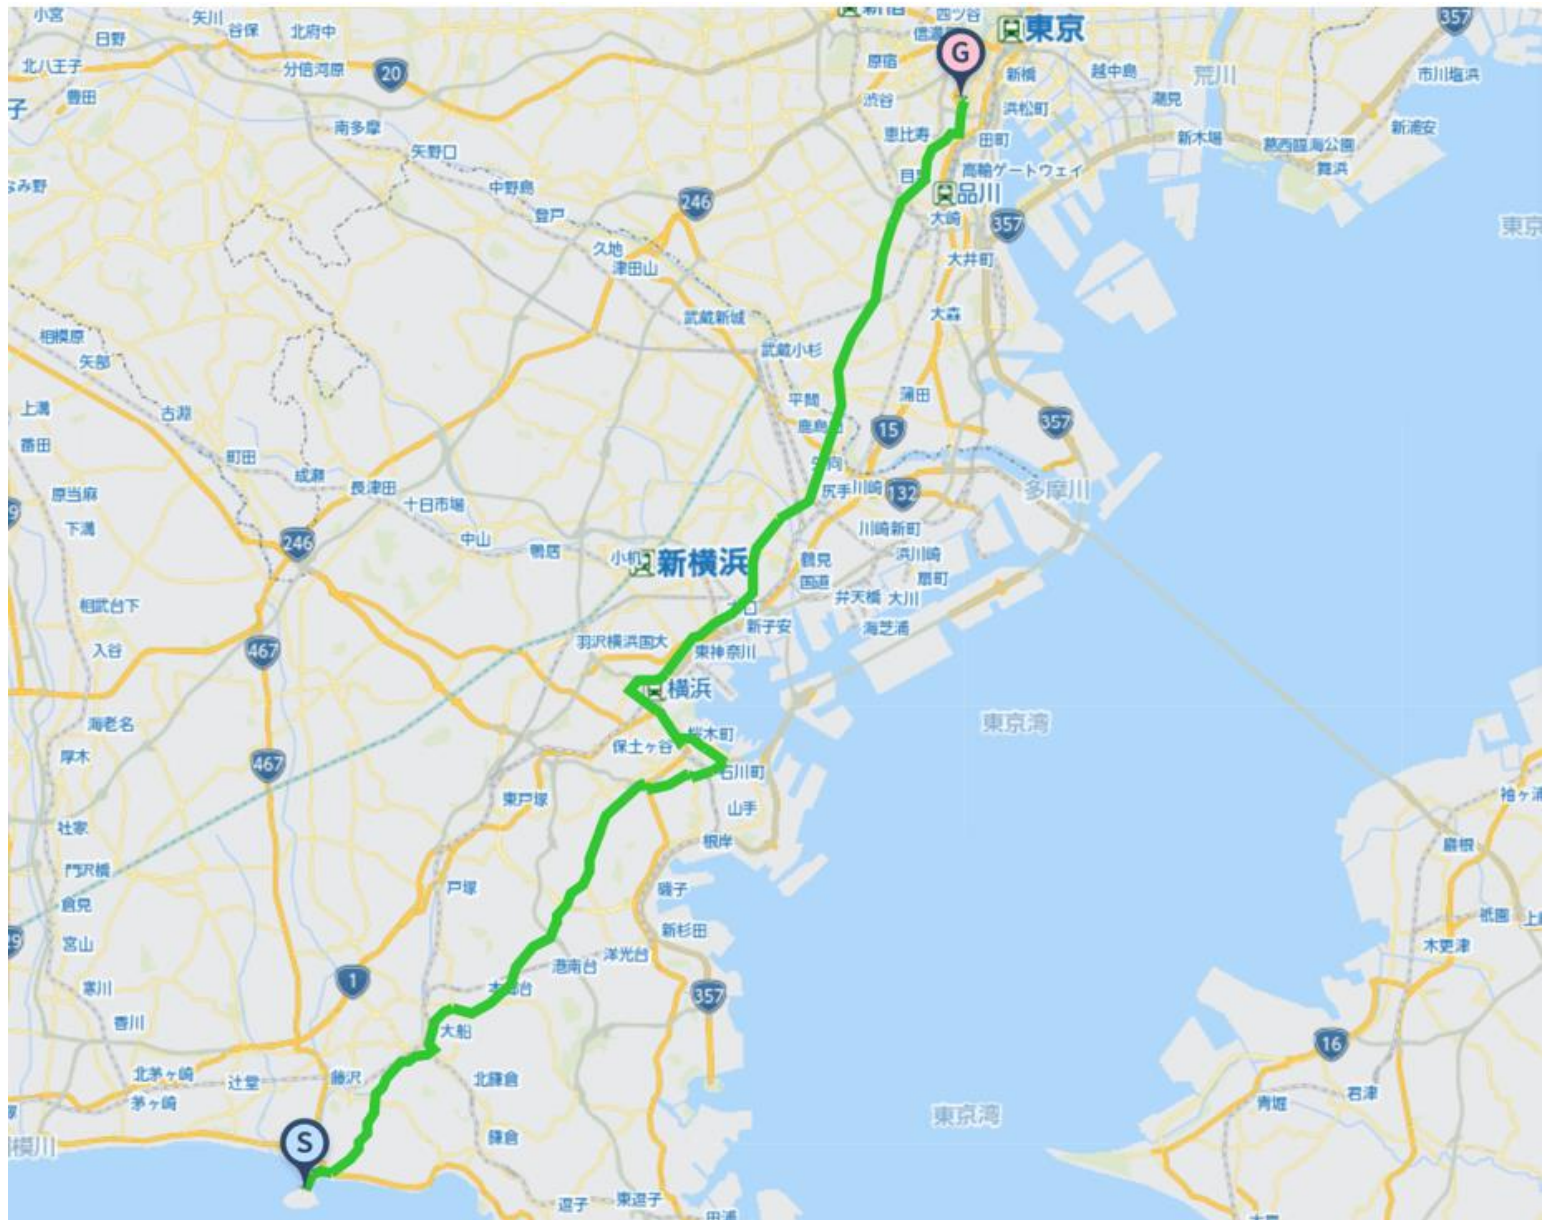 小宮
矢川
谷保
北府中
四ツ谷
東京
357
日野
G
北八王子
分倍河原
20
原宿
新橋
越中島
荒川
市川塩浜
豊田
渋谷
浜松町
潮見
新浦安
南多摩
恵比寿
田町
新木場
葛西臨海公園
矢野口
高輪ゲートウェイ
舞浜
中野島
246
品川
登戸
大崎
357
久地
津田山
大井町
武蔵新城
大森
相模原
武蔵小杉
矢部
平間
蒲田
上溝
古淵
15
357
番田
町田
成瀬
長津田
尻手
川崎
132
多摩川
原当麻
十日市場
下溝
246
中山
鴨居
小机
新横浜
鶴見
川崎新町
浜川崎
国道
扇町
相武台下
弁天橋
大川
新子安
海芝浦
入谷
467
羽沢横浜国大
東神奈川
横浜
海老名
東京湾
厚木
467
保土ヶ谷
桜木町
石川町
東戸塚
山手
袖ヶ浦
社家
根岸
巌根
門沢橋
戸塚
磯子
倉見
祇園
宮山
新杉田
木更津
洋光台
港南台
寒川
1
本郷台
357
香川
大船
16
北茅ヶ崎
辻堂
藤沢
北鎌倉
君津
茅ヶ崎
青堀
東京湾
S
鎌倉
逗子
東逗子
田浦